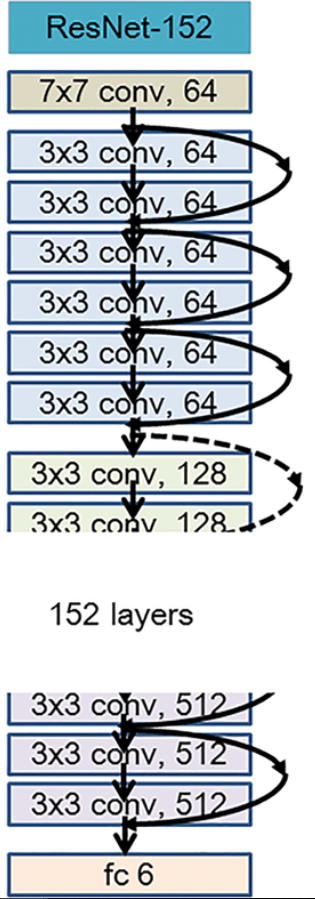 ResNet-152
7x7 conv, 64
3x3 conv, 64
3x3 conv, 64
3x3 conv, 64
3x3 conv, 64
3x3 conv, 64
3x3 conv, 64
3x3 conv, 128
3x3 conv, 128
152 layers
3x3 conv, 512
3x3 conv, 512
3x3 conv, 512
fc 6